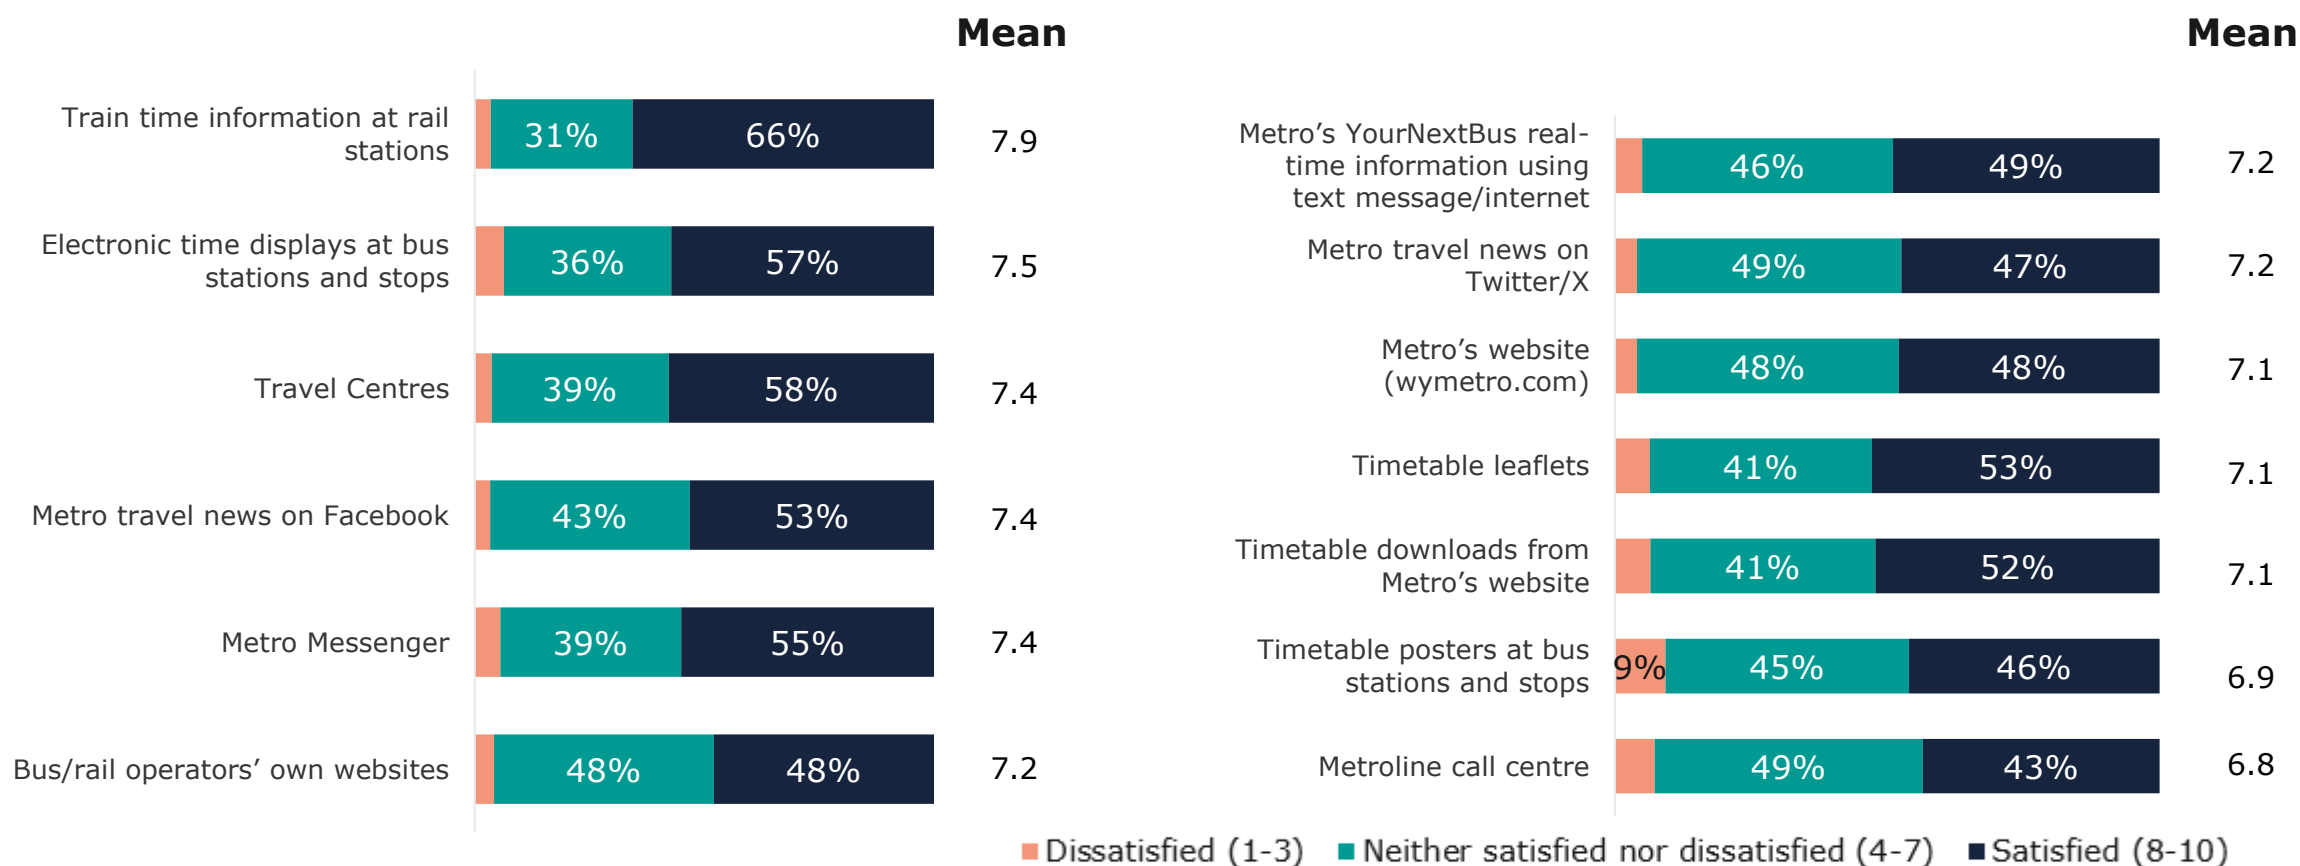 Mean
Train time information at rail
stations
31% 66% 7.9
Electronic time displays at bus
stations and stops
36% 57% 7.5
Travel Centres 39% 58% 7.4
Metro travel news on Facebook 43% 53% 7.4
Metro Messenger 39% 55% 7.4
Bus/rail operators’ own websites 48% 48% 7.2
Mean
Metro’s YourNextBus real-
time information using
text message/internet
46% 49% 7.2
Metro travel news on
Twitter/X
49% 47% 7.2
Metro’s website
(wymetro.com)
48% 48% 7.1
Timetable leaflets 41% 53% 7.1
Timetable downloads from
Metro’s website
41% 52% 7.1
Timetable posters at bus
stations and stops
9% 45% 46% 6.9
Metroline call centre 49% 43% 6.8
Dissatisfied (1-3) Neither satisfied nor dissatisfied (4-7) Satisfied (8-10)